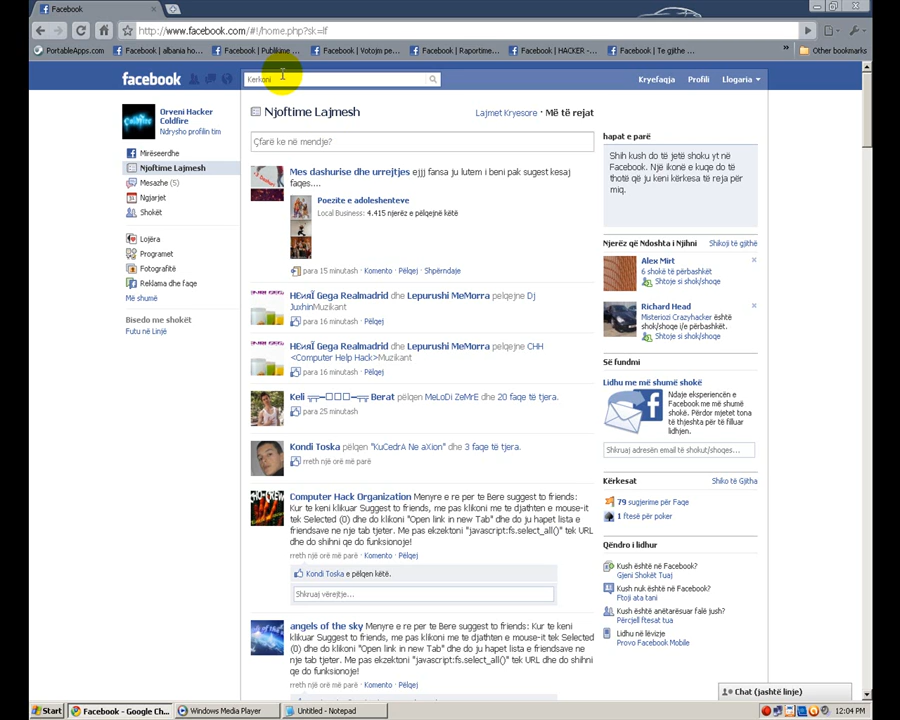 Facebook
http://www.facebook.com/#!/home.php?sk=lf
PortableApps.com
Facebook | albania ho...
Facebook | Publikime ...
Facebook | Votojm pe...
Facebook | Raportime...
Facebook | HACKER -...
Facebook | Te gjithe ...
»
Other bookmarks
facebook
Kerkoni
Kryefaqja
Profili
Llogaria
Orveni Hacker
Coldfire
Ndrysho profilin tim
Mirëseerdhe
Njoftime Lajmesh
Mesazhe (5)
Ngjarjet
Shokët
Lojëra
Programet
Fotografitë
Reklama dhe faqe
Më shumë
Bisedo me shokët
Futu në Linjë
Njoftime Lajmesh
Lajmet Kryesore · Më të rejat
Çfarë ke në mendje?
Mes dashurise dhe urrejtjes ejjj fansa ju lutem i beni pak sugest kesaj
faqes....
Poezite e adoleshenteve
Local Business: 4.415 njerëz e pëlqejnë këtë
para 15 minutash · Komento · Pëlqej · Shpërndaje
Gega Realmadrid dhe Lepurushi MeMorra pelqejne Dj
JuxhinMuzikant
para 16 minutash · Pëlqej
Gega Realmadrid dhe Lepurushi MeMorra pelqejne CHH
<Computer Help Hack>Muzikant
para 16 minutash · Pëlqej
Keli Berat pëlqen MeLoDi ZeMrE dhe 20 faqe të tjera.
para 25 minutash
Kondi Toska pëlqen "KuCedrA Ne aXion" dhe 3 faqe të tjera.
rreth një orë më parë
Computer Hack Organization Menyre e re per te Bere suggest to friends:
Kur te keni klikuar Suggest to friends, me pas klikoni me te djathten e mouse-it
tek Selected (0) dhe do klikoni "Open link in new Tab" dhe do ju hapet lista e
friendsave ne nje tab tjeter. Me pas ekzektoni "javascript:fs.select_all()" tek URL
dhe do shihni qe do funksionoje!
rreth një orë më parë · Komento · Pëlqej
Kondi Toska e pëlqen këtë.
Shkruaj vërejtje...
angels of the sky Menyre e re per te Bere suggest to friends: Kur te keni
klikuar Suggest to friends, me pas klikoni me te djathten e mouse-it tek Selected
(0) dhe do klikoni "Open link in new Tab" dhe do ju hapet lista e friendsave ne
nje tab tjeter. Me pas ekzektoni "javascript:fs.select_all()" tek URL dhe do shihni
qe do funksionoje!
rreth një orë më parë · Komento · Pëlqej
hapat e parë
Shih kush do të jetë shoku yt në
Facebook. Një ikonë e kuqe do të
thotë që ju keni kërkesa të reja për
miq.
Njerëz që Ndoshta i Njihni
Shikoji të gjithë
Alex Mirt
6 shokë të përbashkët
Shtoje si shok/shoqe
Richard Head
Misteriozi Crazyhacker është
shok/shoqe i/e përbashkët.
Shtoje si shok/shoqe
Së fundmi
Lidhu me më shumë shokë
Ndaje eksperiencën e
Facebook me më shumë
shokë. Përdor mjetet tona
të thjeshta për të filluar
lidhjen.
Shkruaj adresën email të shokut/shoqes...
Kërkesat
Shiko të Gjitha
79 sugjerime për Faqe
1 ftesë për poker
Qëndro i lidhur
Kush është në Facebook?
Gjeni Shokët Tuaj
Kush nuk është në Facebook?
Ftoji ata tani
Kush është anëtarësuar falë jush?
Përcjell ftesat tua
Lidhu në lëvizje
Provo Facebook Mobile
Chat (jashtë linje)
Start
Facebook - Google Ch...
Windows Media Player
Untitled - Notepad
12:04 PM